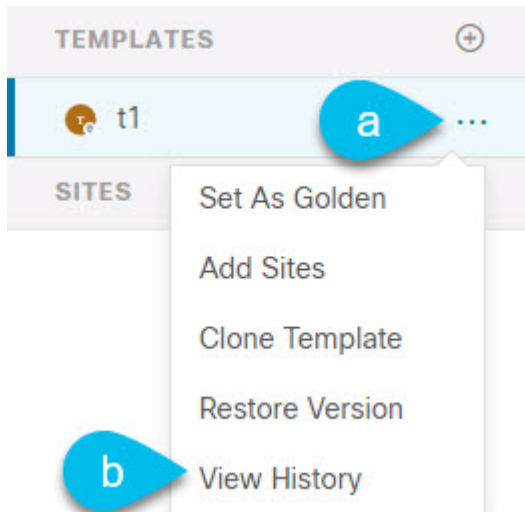 TEMPLATES
t1
a
...
SITES
Set As Golden
Add Sites
Clone Template
Restore Version
b
View History